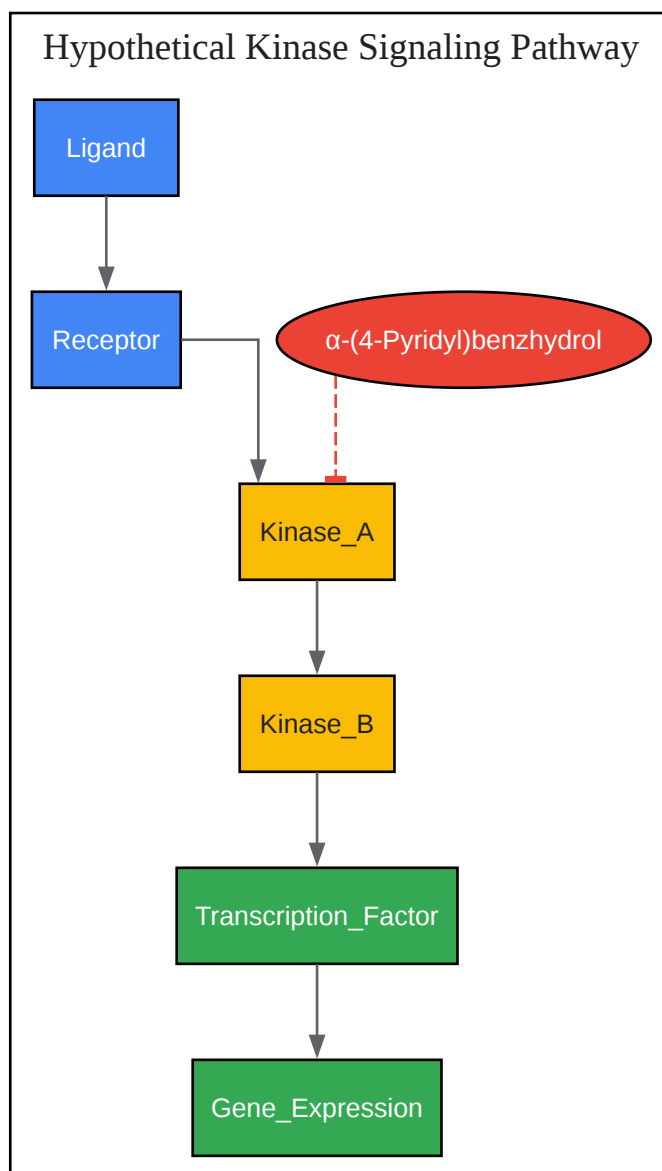 Hypothetical Kinase Signaling Pathway
Ligand
Receptor
α-(4-Pyridyl)benzhydrol
Kinase_A
Kinase_B
Transcription_Factor
Gene_Expression